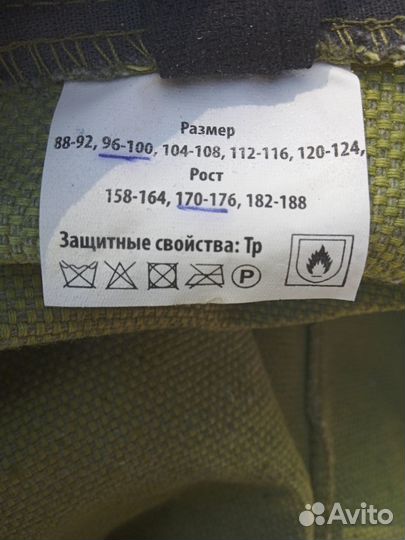 Размер
88-92, 96-100, 104-108, 112-116, 120-124,
Рост
158-164, 170-176, 182-188
Защитные свойства: Тр
P
Avito